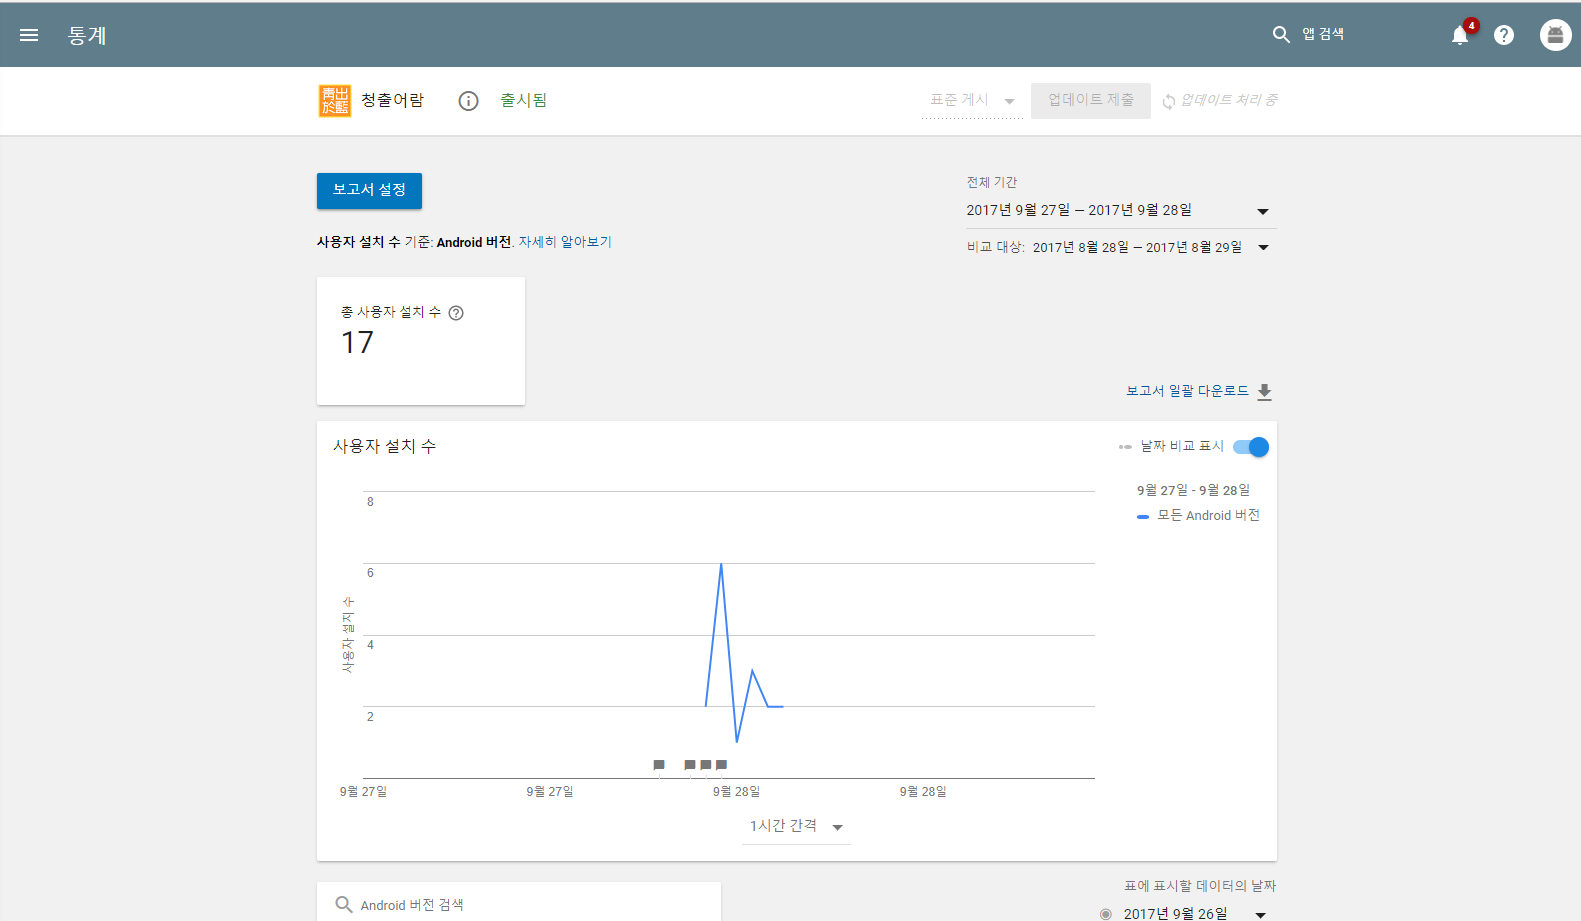 통계
앱 검색
4
靑出
於藍
청출어람
출시됨
표준 게시
업데이트 제출
업데이트 처리 중
보고서 설정
전체 기간
2017년 9월 27일 – 2017년 9월 28일
사용자 설치 수 기준: Android 버전. 자세히 알아보기
비교 대상: 2017년 8월 28일 – 2017년 8월 29일
총 사용자 설치 수
17
보고서 일괄 다운로드
사용자 설치 수
날짜 비교 표시
9월 27일 - 9월 28일
모든 Android 버전
8
6
4
2
사용자 설치 수
9월 27일
9월 27일
9월 28일
9월 28일
1시간 간격
표에 표시할 데이터의 날짜
Android 버전 검색
2017년 9월 26일